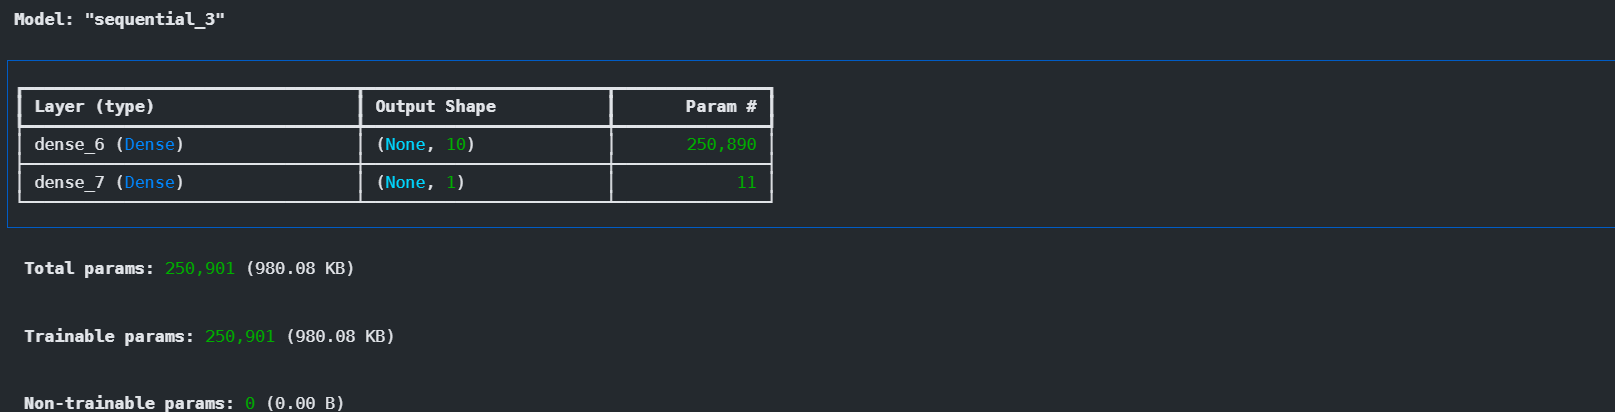 Model: "sequential_3"
Layer (type) Output Shape Param #
dense_6 (Dense) (None, 10) 250,890
dense_7 (Dense) (None, 1) 11
Total params: 250,901 (980.08 KB)
Trainable params: 250,901 (980.08 KB)
Non-trainable params: 0 (0.00 B)